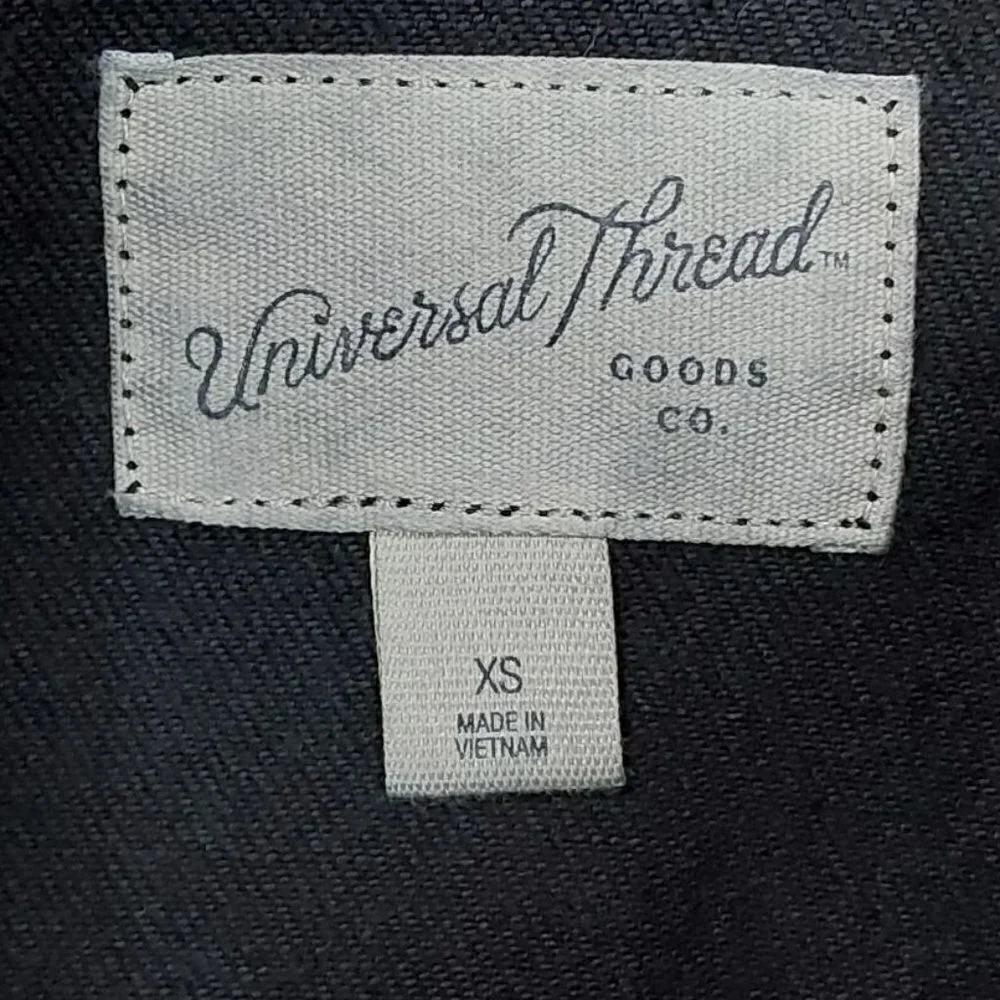 Universal Thread™
GOODS
CO.
XS
MADE IN
VIETNAM